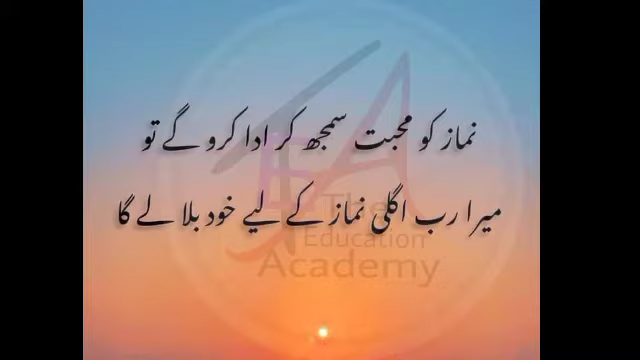 نماز کو محبت سمجھ کر ادا کرو گے تو
میرا رب اگلی نماز کے لیے خود بلا لے گا
TEA
The
Education
Academy